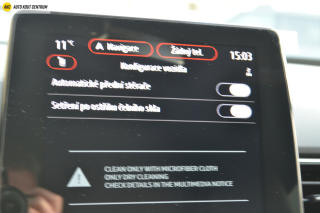 AKC AUTO KOUT CENTRUM
11°C Navigace Žádný tel. 15:03
Konfigurace vozidla
Automatické přední stěrače
Setření po ostřiku čelního skla
CLEAN ONLY WITH MICROFIBER CLOTH
ONLY DRY CLEANING
CHECK DETAILS IN THE MULTIMEDIA NOTICE